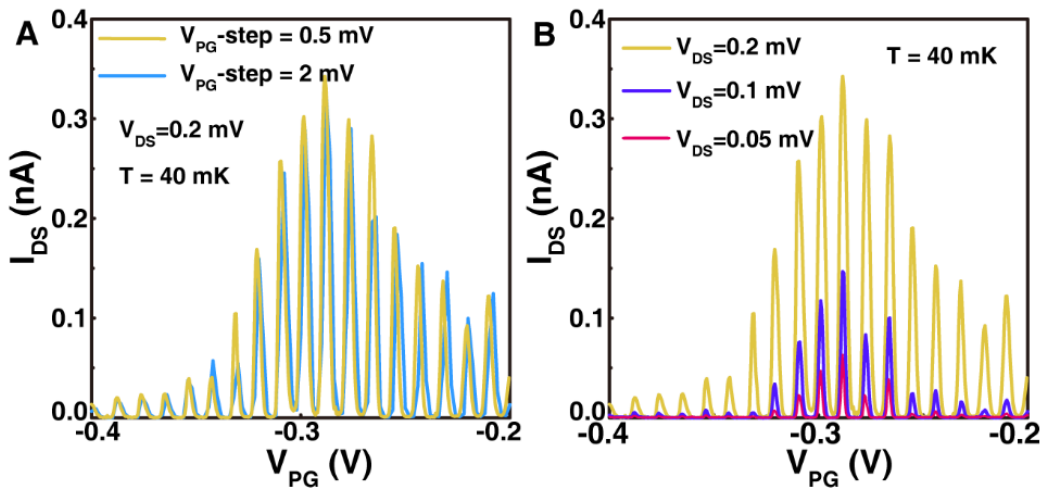 A
V_PG-step = 0.5 mV
V_PG-step = 2 mV
V_DS=0.2 mV
T = 40 mK
I_DS (nA)
0.4
0.3
0.2
0.1
0.0
-0.4
-0.3
-0.2
V_PG (V)
B
V_DS=0.2 mV
V_DS=0.1 mV
V_DS=0.05 mV
T = 40 mK
I_DS (nA)
0.4
0.3
0.2
0.1
0.0
-0.4
-0.3
-0.2
V_PG (V)